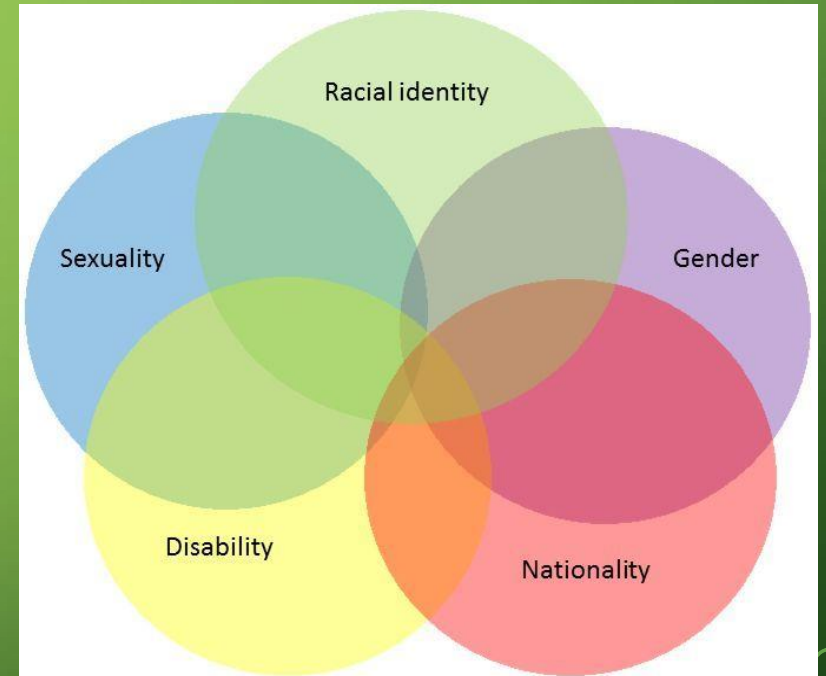 Racial identity
Sexuality
Gender
Disability
Nationality